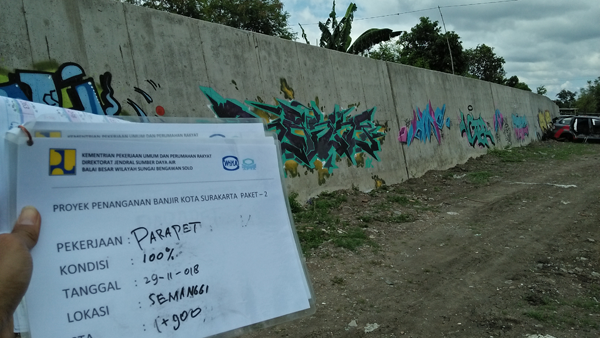 KEMENTERIAN PEKERJAAN UMUM DAN PERUMAHAN RAKYAT
DIREKTORAT JENDRAL SUMBER DAYA AIR
BALAI BESAR WILAYAH SUNGAI BENGAWAN SOLO
PROYEK PENANGANAN BANJIR KOTA SURAKARTA PAKET - 2
PEKERJAAN : PARAPET
KONDISI : 100%
TANGGAL : 29-11-018
LOKASI : SEMANGGI
: 1+900